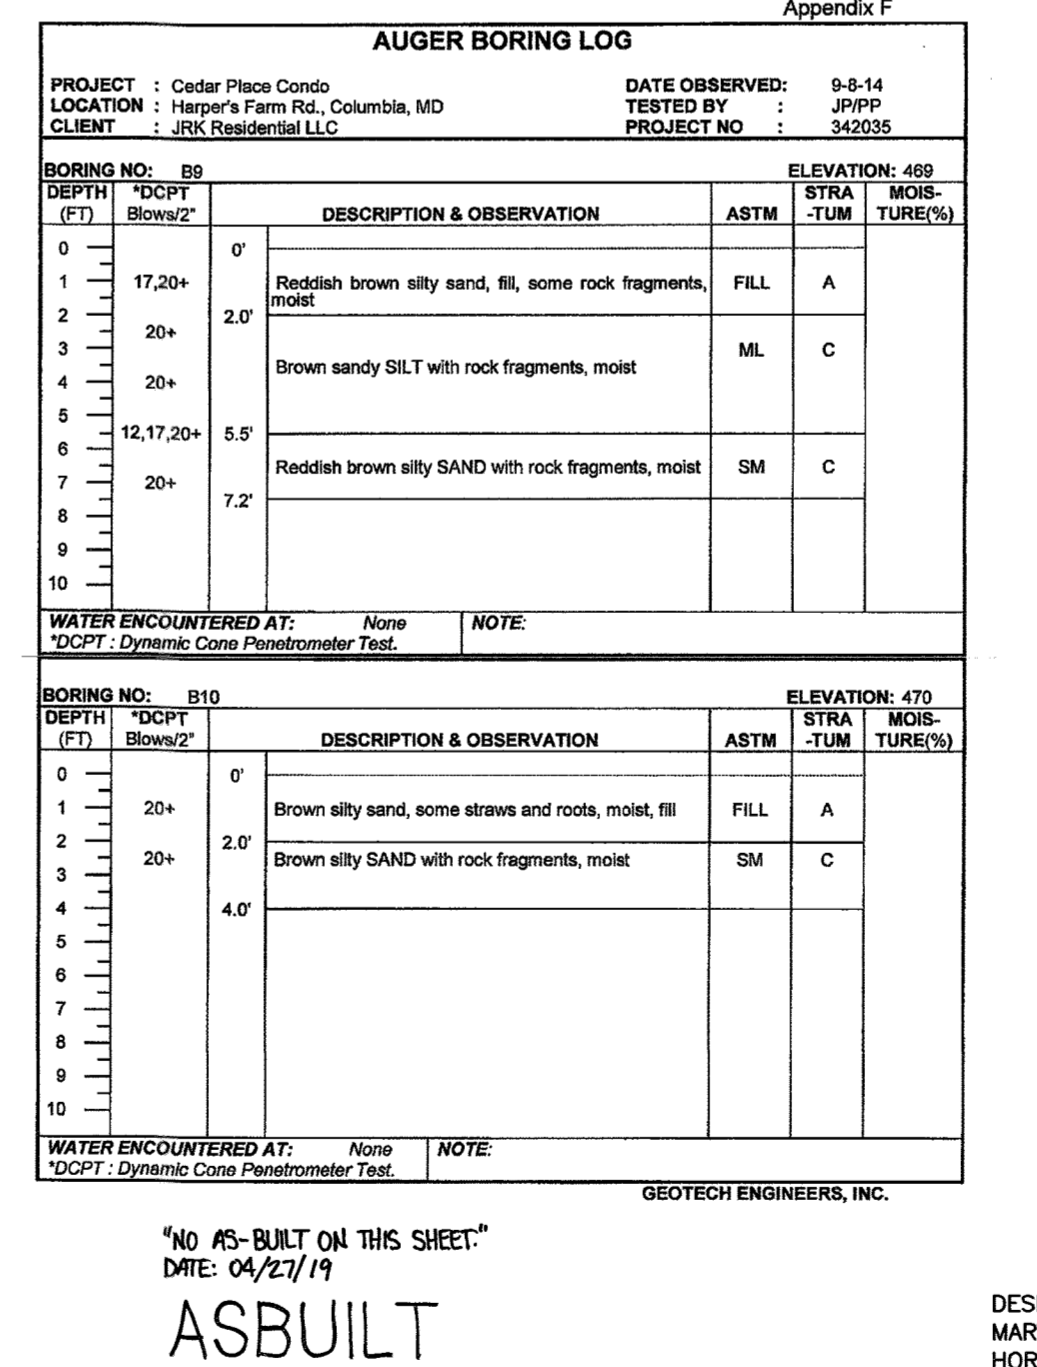 Appendix F
AUGER BORING LOG
PROJECT : Cedar Place Condo DATE OBSERVED: 9-8-14
LOCATION : Harper's Farm Rd., Columbia, MD TESTED BY : JP/PP
CLIENT : JRK Residential LLC PROJECT NO : 342035
BORING NO: B9 ELEVATION: 469
DEPTH *DCPT STRA MOIS-
(FT) Blows/2" DESCRIPTION & OBSERVATION ASTM -TUM TURE(%)
0 0'
1 17,20+ Reddish brown silty sand, fill, some rock fragments, FILL A
moist
2 2.0'
20+
3 ML C
Brown sandy SILT with rock fragments, moist
4 20+
5
12,17,20+ 5.5'
6
Reddish brown silty SAND with rock fragments, moist SM C
7 20+
7.2'
8
9
10
WATER ENCOUNTERED AT: None NOTE:
*DCPT : Dynamic Cone Penetrometer Test.
BORING NO: B10 ELEVATION: 470
DEPTH *DCPT STRA MOIS-
(FT) Blows/2" DESCRIPTION & OBSERVATION ASTM -TUM TURE(%)
0 0'
1 20+ Brown silty sand, some straws and roots, moist, fill FILL A
2 2.0'
20+ Brown silty SAND with rock fragments, moist SM C
3
4 4.0'
5
6
7
8
9
10
WATER ENCOUNTERED AT: None NOTE:
*DCPT : Dynamic Cone Penetrometer Test.
GEOTECH ENGINEERS, INC.
"NO AS-BUILT ON THIS SHEET."
DATE: 04/27/19
ASBUILT
DES
MAR
HOR